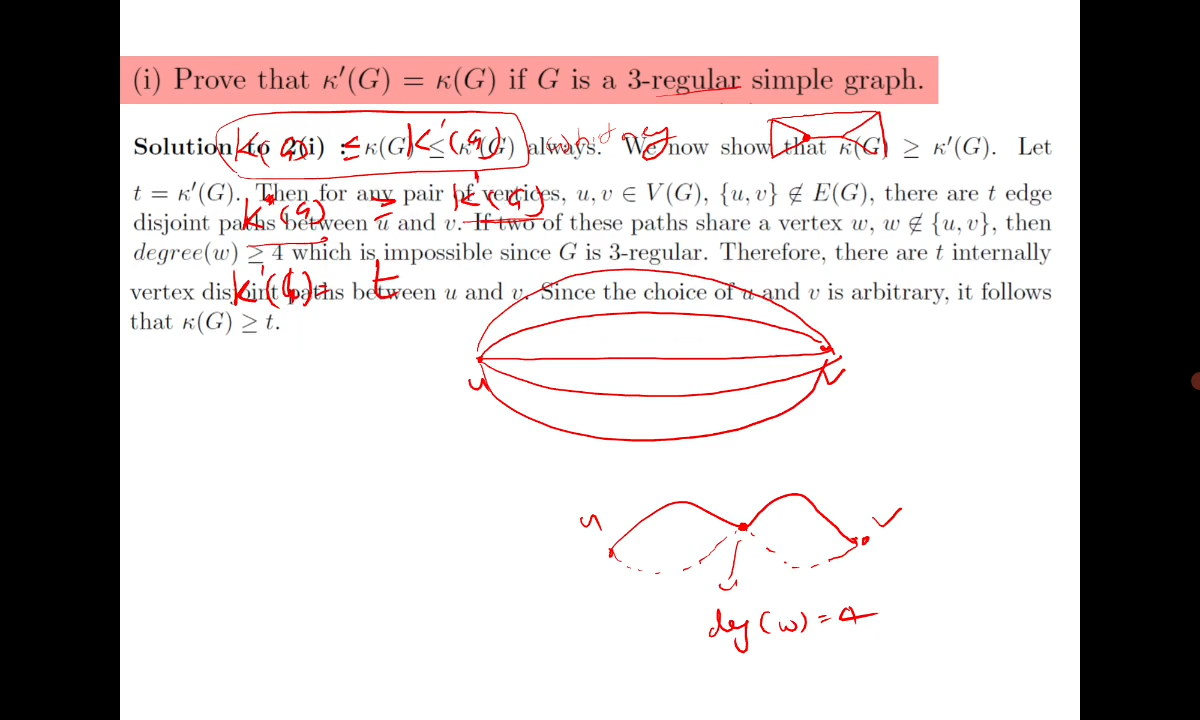 (i) Prove that κ′(G) = κ(G) if G is a 3-regular simple graph.
Solution to 2(i) : κ(G) ≤ κ′(G) always. We now show that κ(G) ≥ κ′(G). Let
K(G) ≤ K′(G)
t = κ′(G). Then for any pair of vertices, u, v ∈ V(G), {u, v} ∉ E(G), there are t edge
K(G) ≥ K′(G)
disjoint paths between u and v. If two of these paths share a vertex w, w ∉ {u, v}, then
degree(w) ≥ 4 which is impossible since G is 3-regular. Therefore, there are t internally
K′(G) = t
vertex disjoint paths between u and v. Since the choice of u and v is arbitrary, it follows
that κ(G) ≥ t.
u v
u v
w
deg(w) = 4